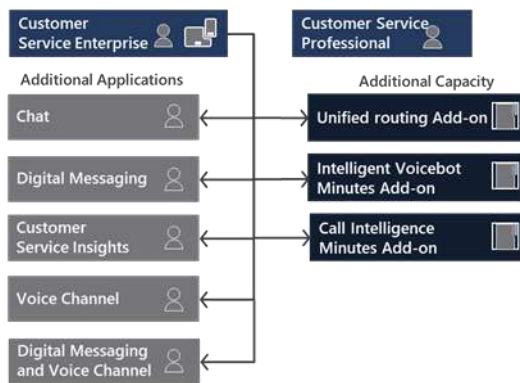 Customer
Service Enterprise
Customer Service
Professional
Additional Applications
Additional Capacity
Chat
Unified routing Add-on
Digital Messaging
Intelligent Voicebot
Minutes Add-on
Customer
Service Insights
Call Intelligence
Minutes Add-on
Voice Channel
Digital Messaging
and Voice Channel